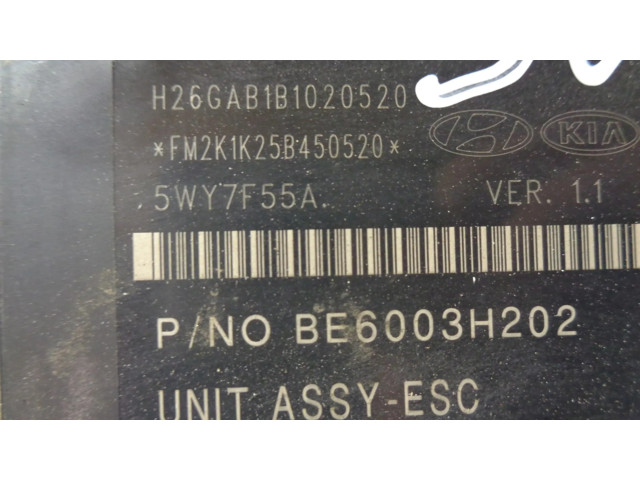 H26GAB1B1020520
*FM2K1K25B450520*
KIA
.5WY7F55A. VER. 1.1
P/NO BE6003H202
UNIT ASSY-ESC